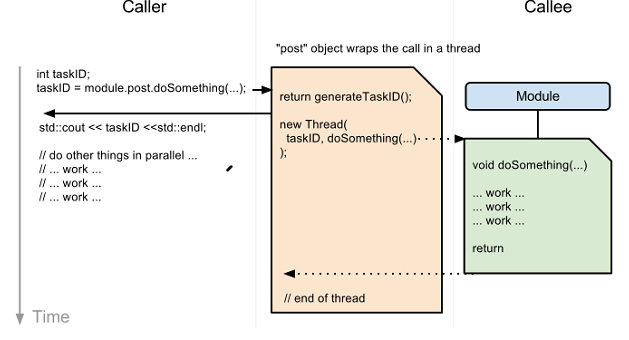 Caller
Callee
"post" object wraps the call in a thread
int taskID;
taskID = module.post.doSomething(...);
return generateTaskID();
Module
std::cout << taskID <<std::endl;
new Thread(
taskID, doSomething(...)
);
// do other things in parallel ...
// ... work ...
// ... work ...
// ... work ...
void doSomething(...)
... work ...
... work ...
... work ...
return
// end of thread
Time